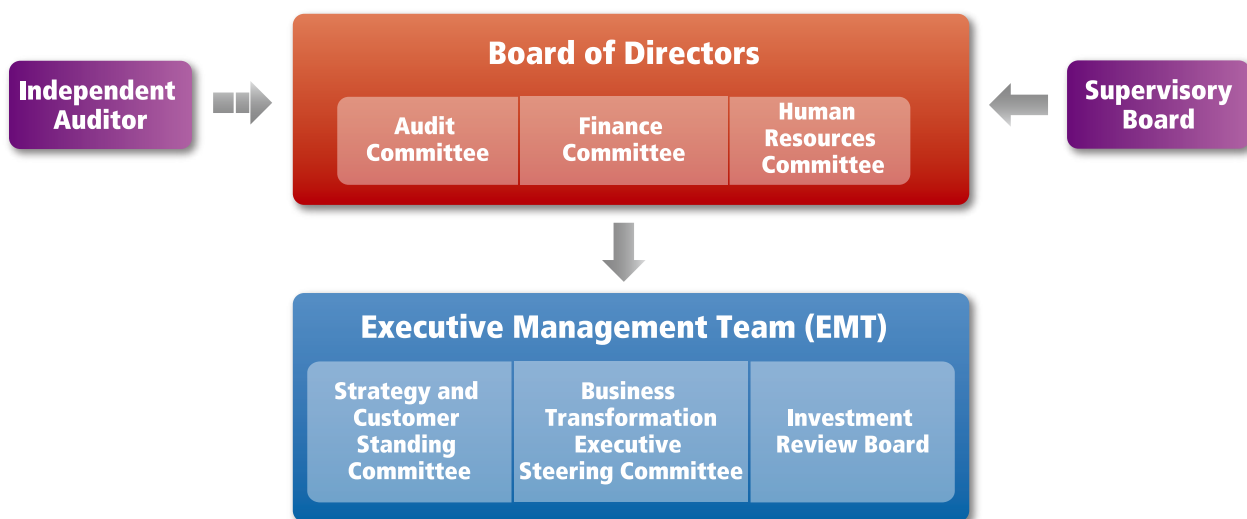 Board of Directors
Independent
Auditor
Supervisory
Board
Audit
Committee
Finance
Committee
Human
Resources
Committee
Executive Management Team (EMT)
Strategy and
Customer
Standing
Committee
Business
Transformation
Executive
Steering Committee
Investment
Review Board